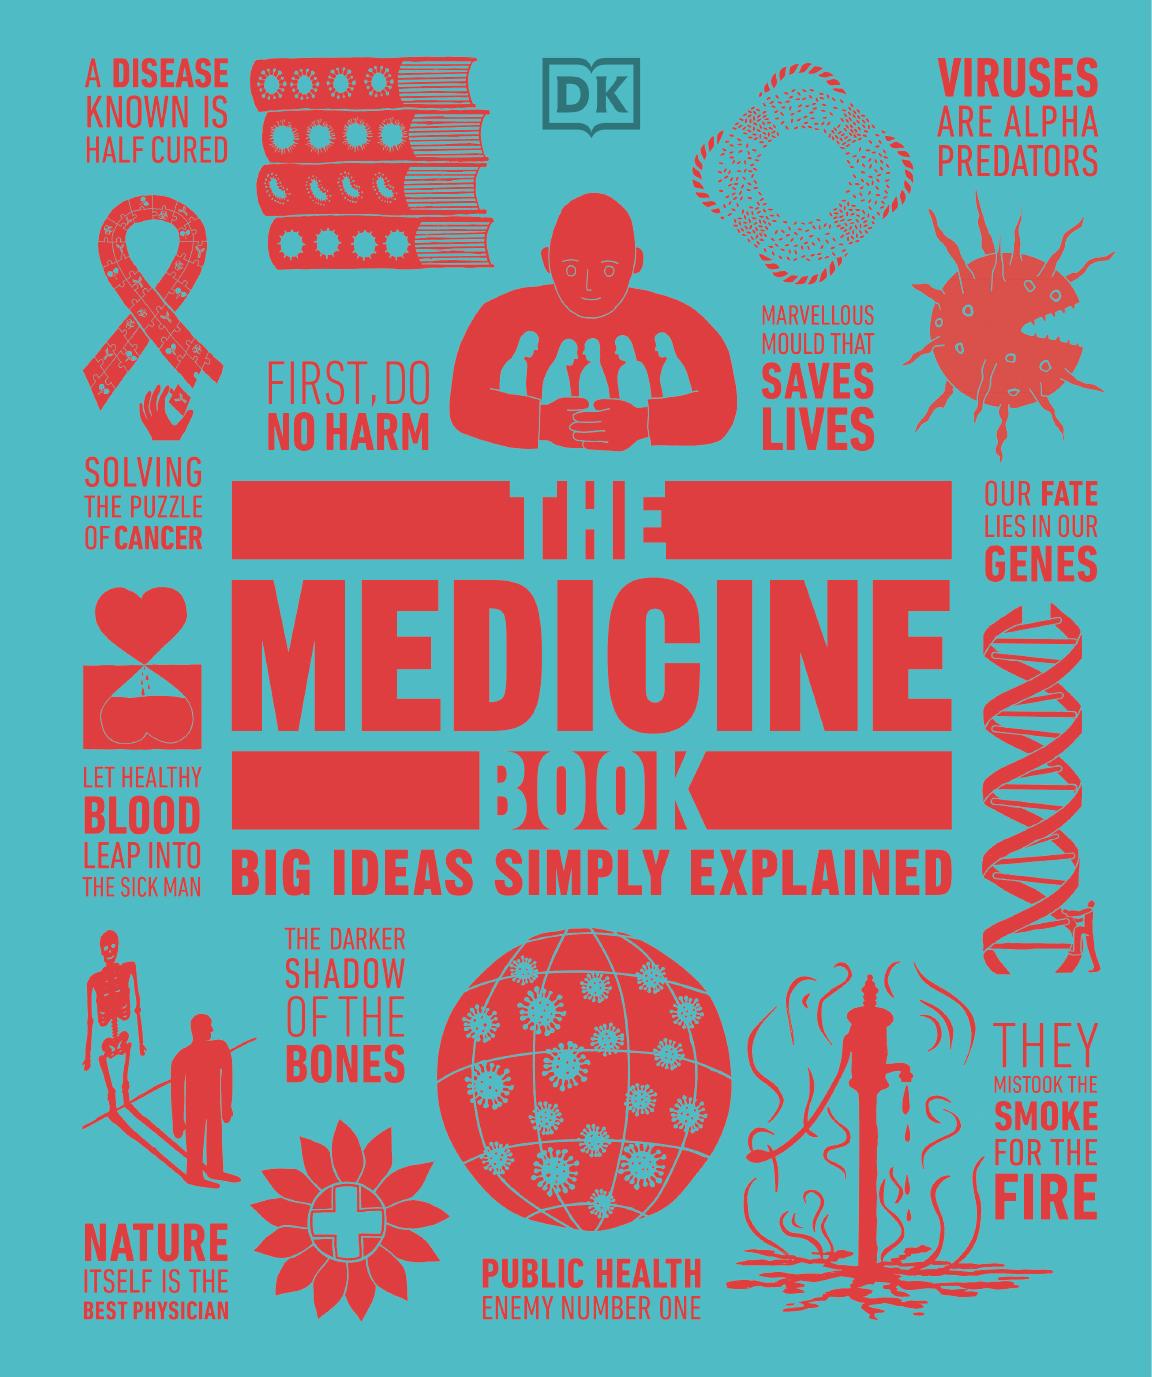 A DISEASE
KNOWN IS
HALF CURED
DK
VIRUSES
ARE ALPHA
PREDATORS
MARVELLOUS
MOULD THAT
SAVES
LIVES
FIRST, DO
NO HARM
SOLVING
THE PUZZLE
OF CANCER
OUR FATE
LIES IN OUR
GENES
THE
MEDICINE
BOOK
BIG IDEAS SIMPLY EXPLAINED
LET HEALTHY
BLOOD
LEAP INTO
THE SICK MAN
THE DARKER
SHADOW
OF THE
BONES
THEY
MISTOOK THE
SMOKE
FOR THE
FIRE
NATURE
ITSELF IS THE
BEST PHYSICIAN
PUBLIC HEALTH
ENEMY NUMBER ONE